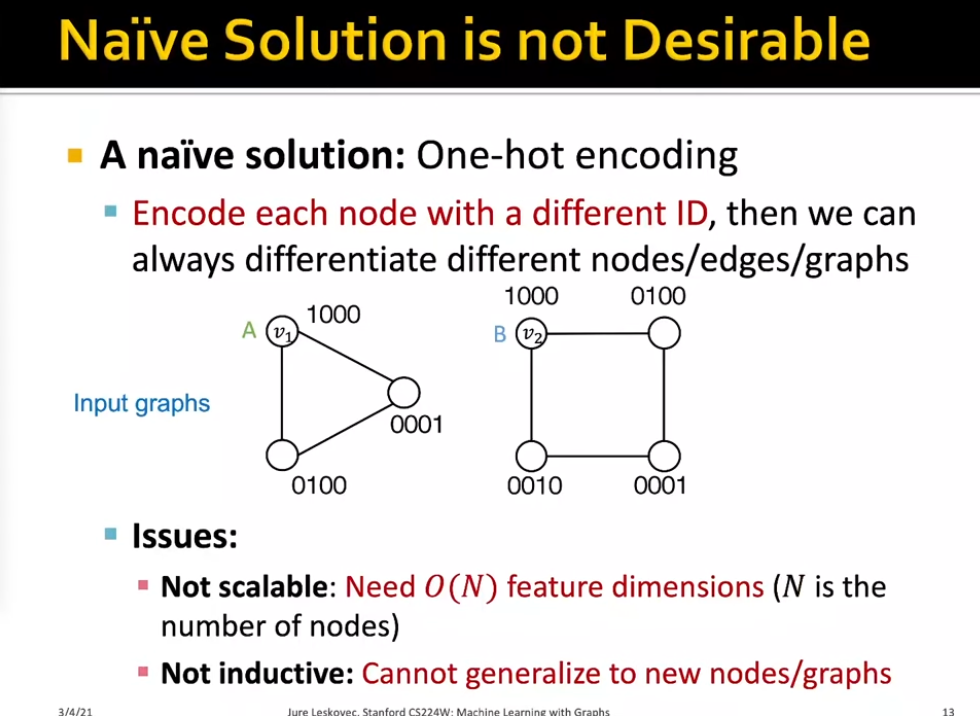 Naïve Solution is not Desirable
A naïve solution: One-hot encoding
Encode each node with a different ID, then we can
always differentiate different nodes/edges/graphs
1000 0100
1000
A v₁ B v₂
Input graphs
0001
0100 0010 0001
Issues:
Not scalable: Need O(N) feature dimensions (N is the
number of nodes)
Not inductive: Cannot generalize to new nodes/graphs
3/4/21 Jure Leskovec, Stanford CS224W: Machine Learning with Graphs 13